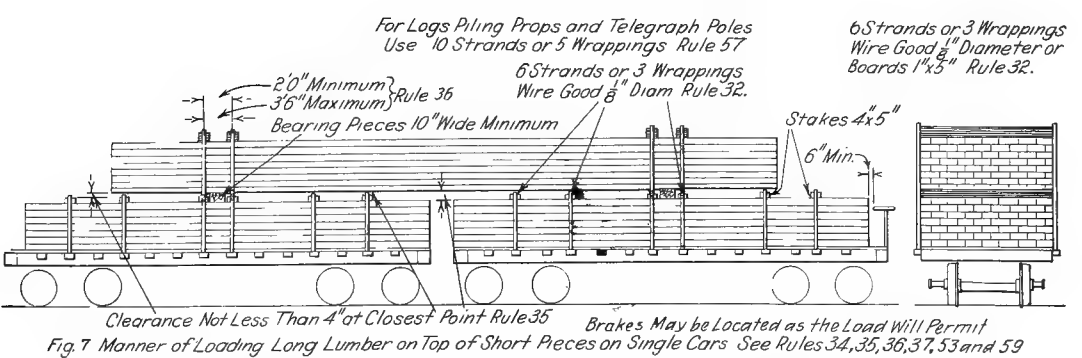 For Logs Piling Props and Telegraph Poles
Use 10 Strands or 5 Wrappings Rule 57
6 Strands or 3 Wrappings
Wire Good 1/8" Diameter or
Boards 1"x5" Rule 32.
2'0" Minimum
3'6" Maximum } Rule 36
Bearing Pieces 10" Wide Minimum
6 Strands or 3 Wrappings
Wire Good 1/8" Diam Rule 32.
Stakes 4"x5"
6" Min.
Clearance Not Less Than 4" at Closest Point Rule 35
Brakes May be Located as the Load Will Permit
Fig. 7 Manner of Loading Long Lumber on Top of Short Pieces on Single Cars See Rules 34, 35, 36, 37, 53 and 59